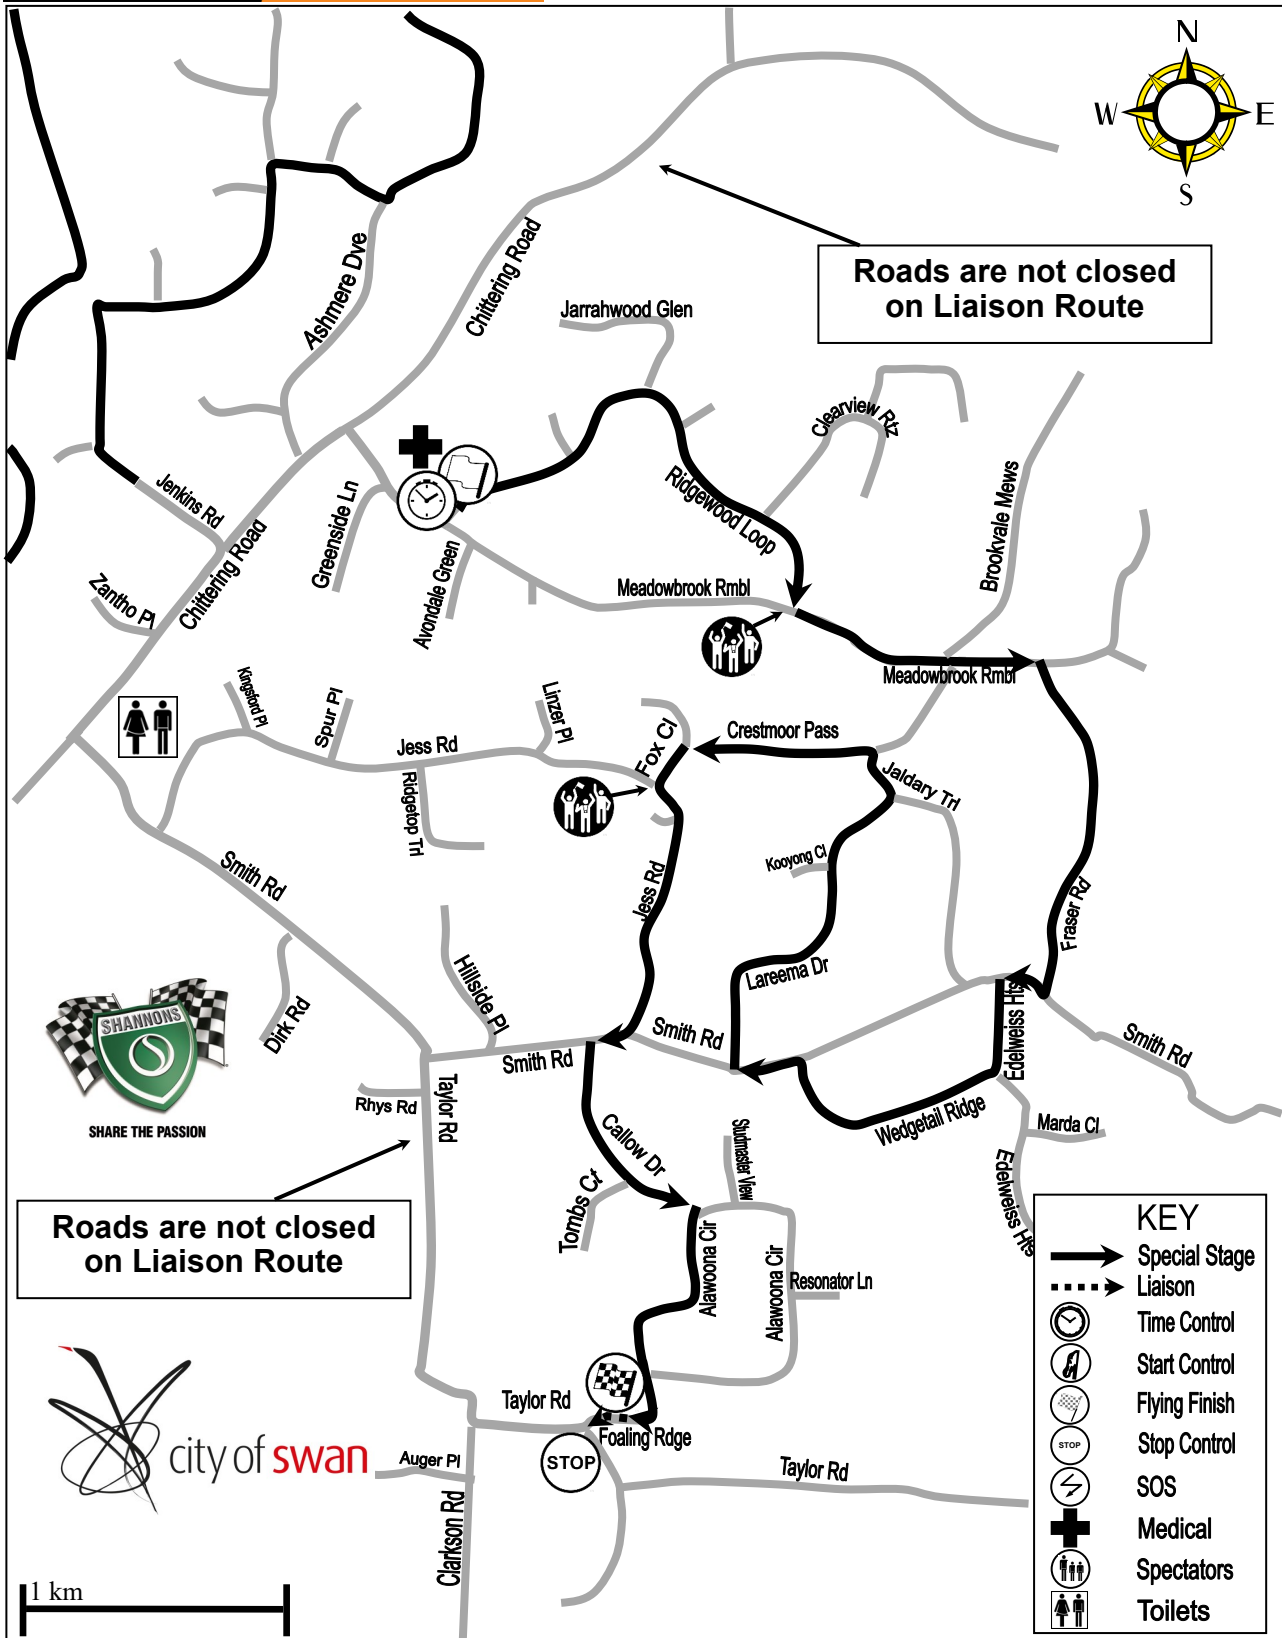 N
W
E
S
Roads are not closed
on Liaison Route
Ashmere Dve
Chittering Road
Jarrahwood Glen
Clearview Rtz
Ridgewood Loop
Brookvale Mews
Jenkins Rd
Greenside Ln
Chittering Road
Avondale Green
Zantho Pl
Meadowbrook Rmbl
Meadowbrook Rmbl
Kingsford Pl
Spur Pl
Linzer Pl
Fox Cl
Crestmoor Pass
Jess Rd
Ridgetop Trl
Jaldary Trl
Kooyong Cl
Smith Rd
Jess Rd
Fraser Rd
Hillside Pl
Lareema Dr
Dirk Rd
SHANNONS
SHARE THE PASSION
Smith Rd
Smith Rd
Edelweiss Hts
Smith Rd
Rhys Rd
Taylor Rd
Callow Dr
Studmaster View
Wedgetail Ridge
Marda Cl
Edelweiss Hts
Tombs Ct
Roads are not closed
on Liaison Route
Alawoona Cir
Alawoona Cir
Resonator Ln
Taylor Rd
Foaling Rdge
STOP
city of swan
Auger Pl
Clarkson Rd
Taylor Rd
1 km
KEY
Special Stage
Liaison
Time Control
Start Control
Flying Finish
STOP
Stop Control
SOS
Medical
Spectators
Toilets